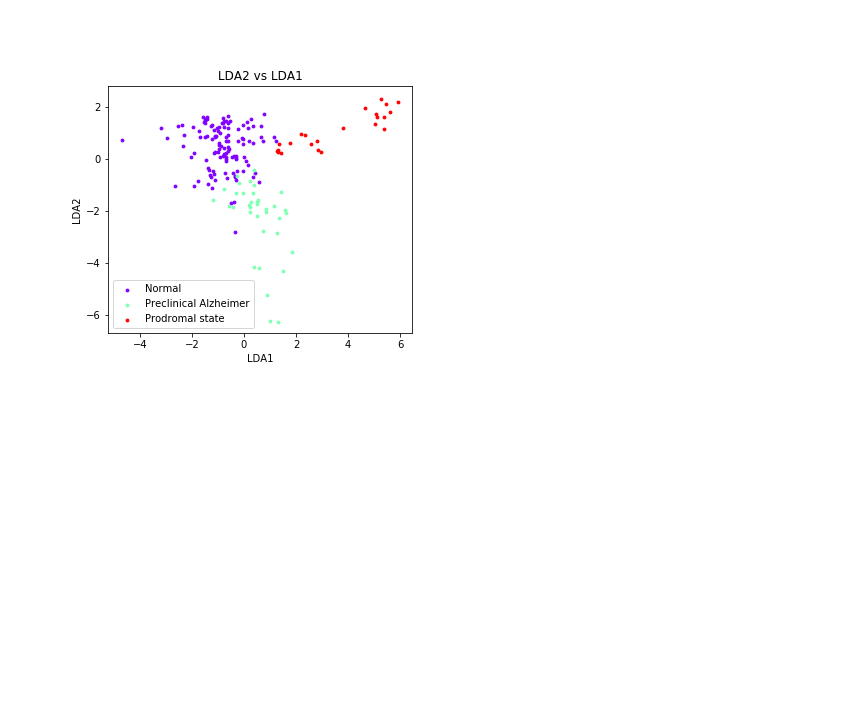 LDA2 vs LDA1
2
0
−2
−4
−6
LDA2
Normal
Preclinical Alzheimer
Prodromal state
−4 −2 0 2 4 6
LDA1